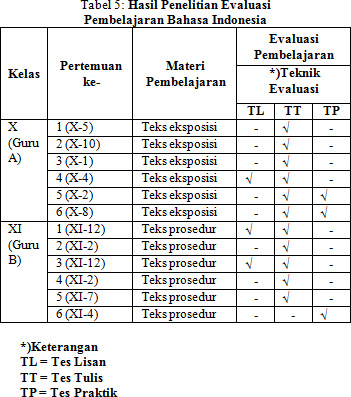 Tabel 5: Hasil Penelitian Evaluasi
Pembelajaran Bahasa Indonesia
Kelas Pertemuan ke- Materi Pembelajaran Evaluasi Pembelajaran
*)Teknik Evaluasi
TL TT TP
X (Guru A) 1 (X-5) Teks eksposisi - √ -
2 (X-10) Teks eksposisi - √ -
3 (X-1) Teks eksposisi - √ -
4 (X-4) Teks eksposisi √ √ -
5 (X-2) Teks eksposisi - √ √
6 (X-8) Teks eksposisi - √ √
XI (Guru B) 1 (XI-12) Teks prosedur √ √ -
2 (XI-2) Teks prosedur - √ -
3 (XI-12) Teks prosedur √ √ -
4 (XI-2) Teks prosedur - √ -
5 (XI-7) Teks prosedur - √ -
6 (XI-4) Teks prosedur - - √
*)Keterangan
TL = Tes Lisan
TT = Tes Tulis
TP = Tes Praktik